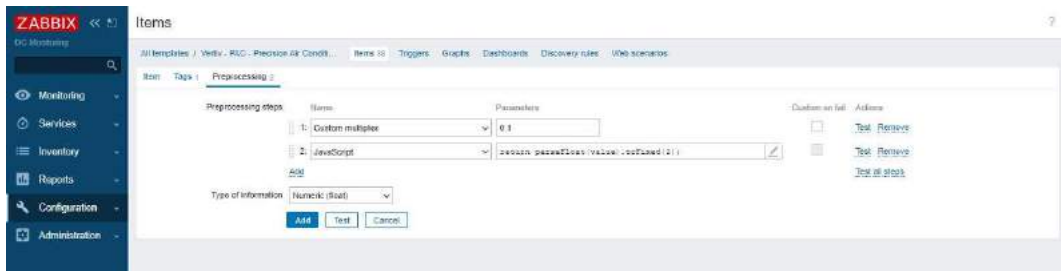 ZABBIX
Items
?
DC Monitoring
All templates / Vertiv - PAC - Precision Air Conditi... Items Triggers Graphs Dashboards Discovery rules Web scenarios
Item Tags 1 Preprocessing 2
Monitoring
Services
Inventory
Reports
Configuration
Administration
Preprocessing steps Name Parameters Custom on fail Actions
1: Custom multiplier 0.1 Test Remove
2: JavaScript return parseFloat(value).toFixed(2); Test Remove
Add Test all steps
Type of information Numeric (float)
Add Test Cancel